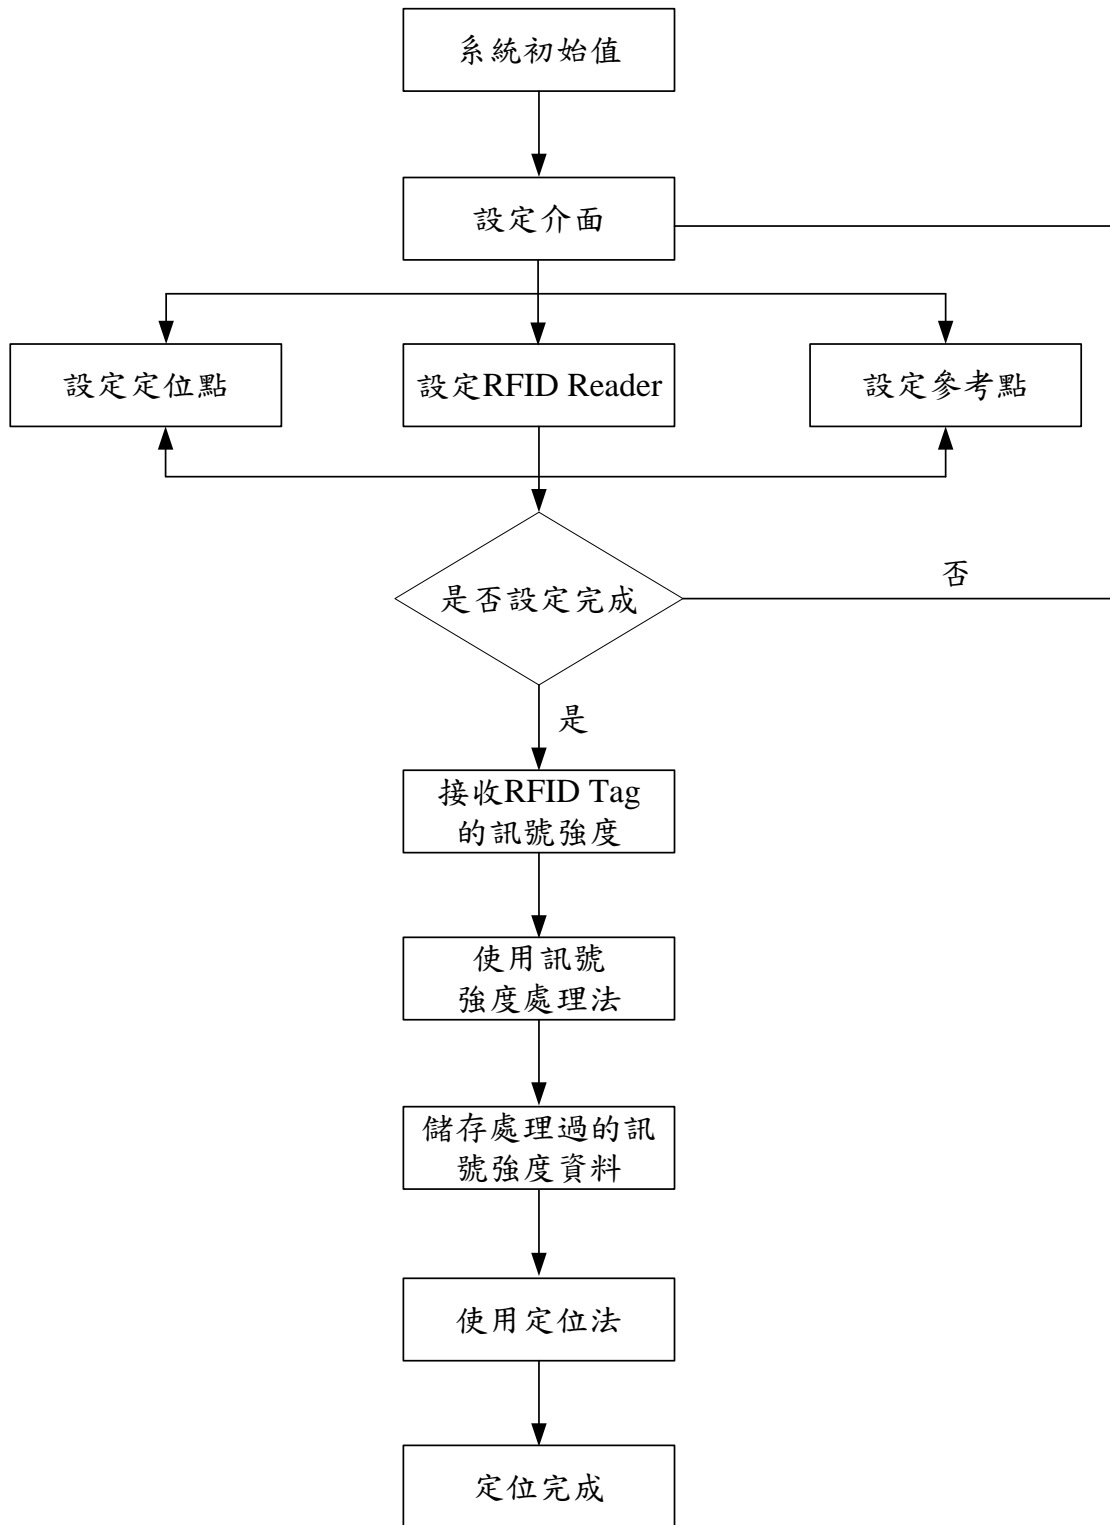 系統初始值
設定介面
設定定位點
設定RFID Reader
設定參考點
是否設定完成
否
是
接收RFID Tag
的訊號強度
使用訊號
強度處理法
儲存處理過的訊
號強度資料
使用定位法
定位完成